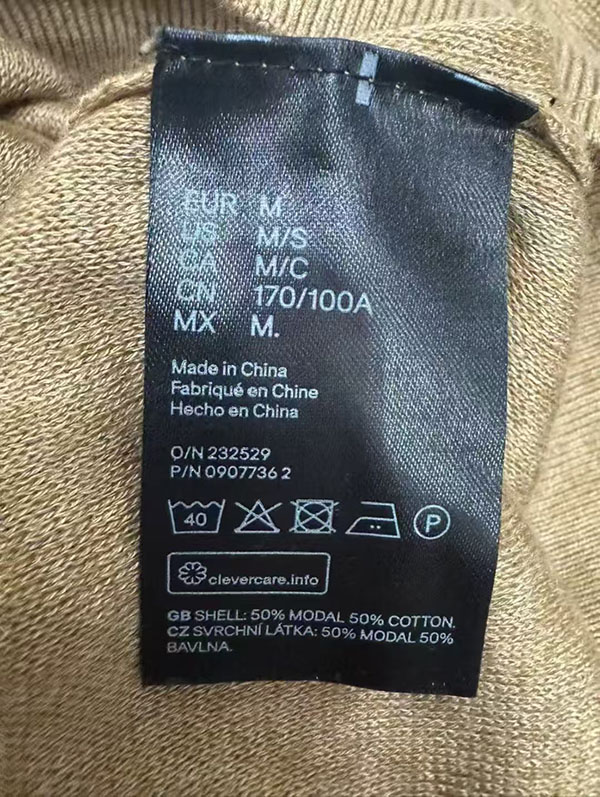 EUR M
US M/S
CA M/C
CN 170/100A
MX M.
Made in China
Fabriqué en Chine
Hecho en China
O/N 232529
P/N 0907736 2
40
P
clevercare.info
GB SHELL: 50% MODAL 50% COTTON.
CZ SVRCHNÍ LÁTKA: 50% MODAL 50%
BAVLNA.